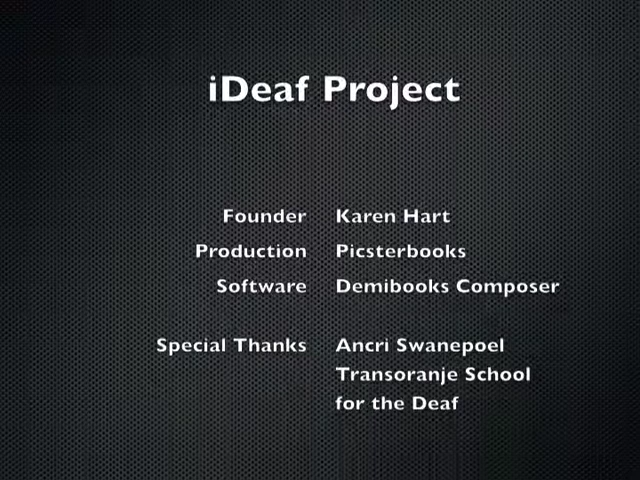 iDeaf Project
Founder Karen Hart
Production Picsterbooks
Software Demibooks Composer
Special Thanks Ancri Swanepoel
Transoranje School
for the Deaf